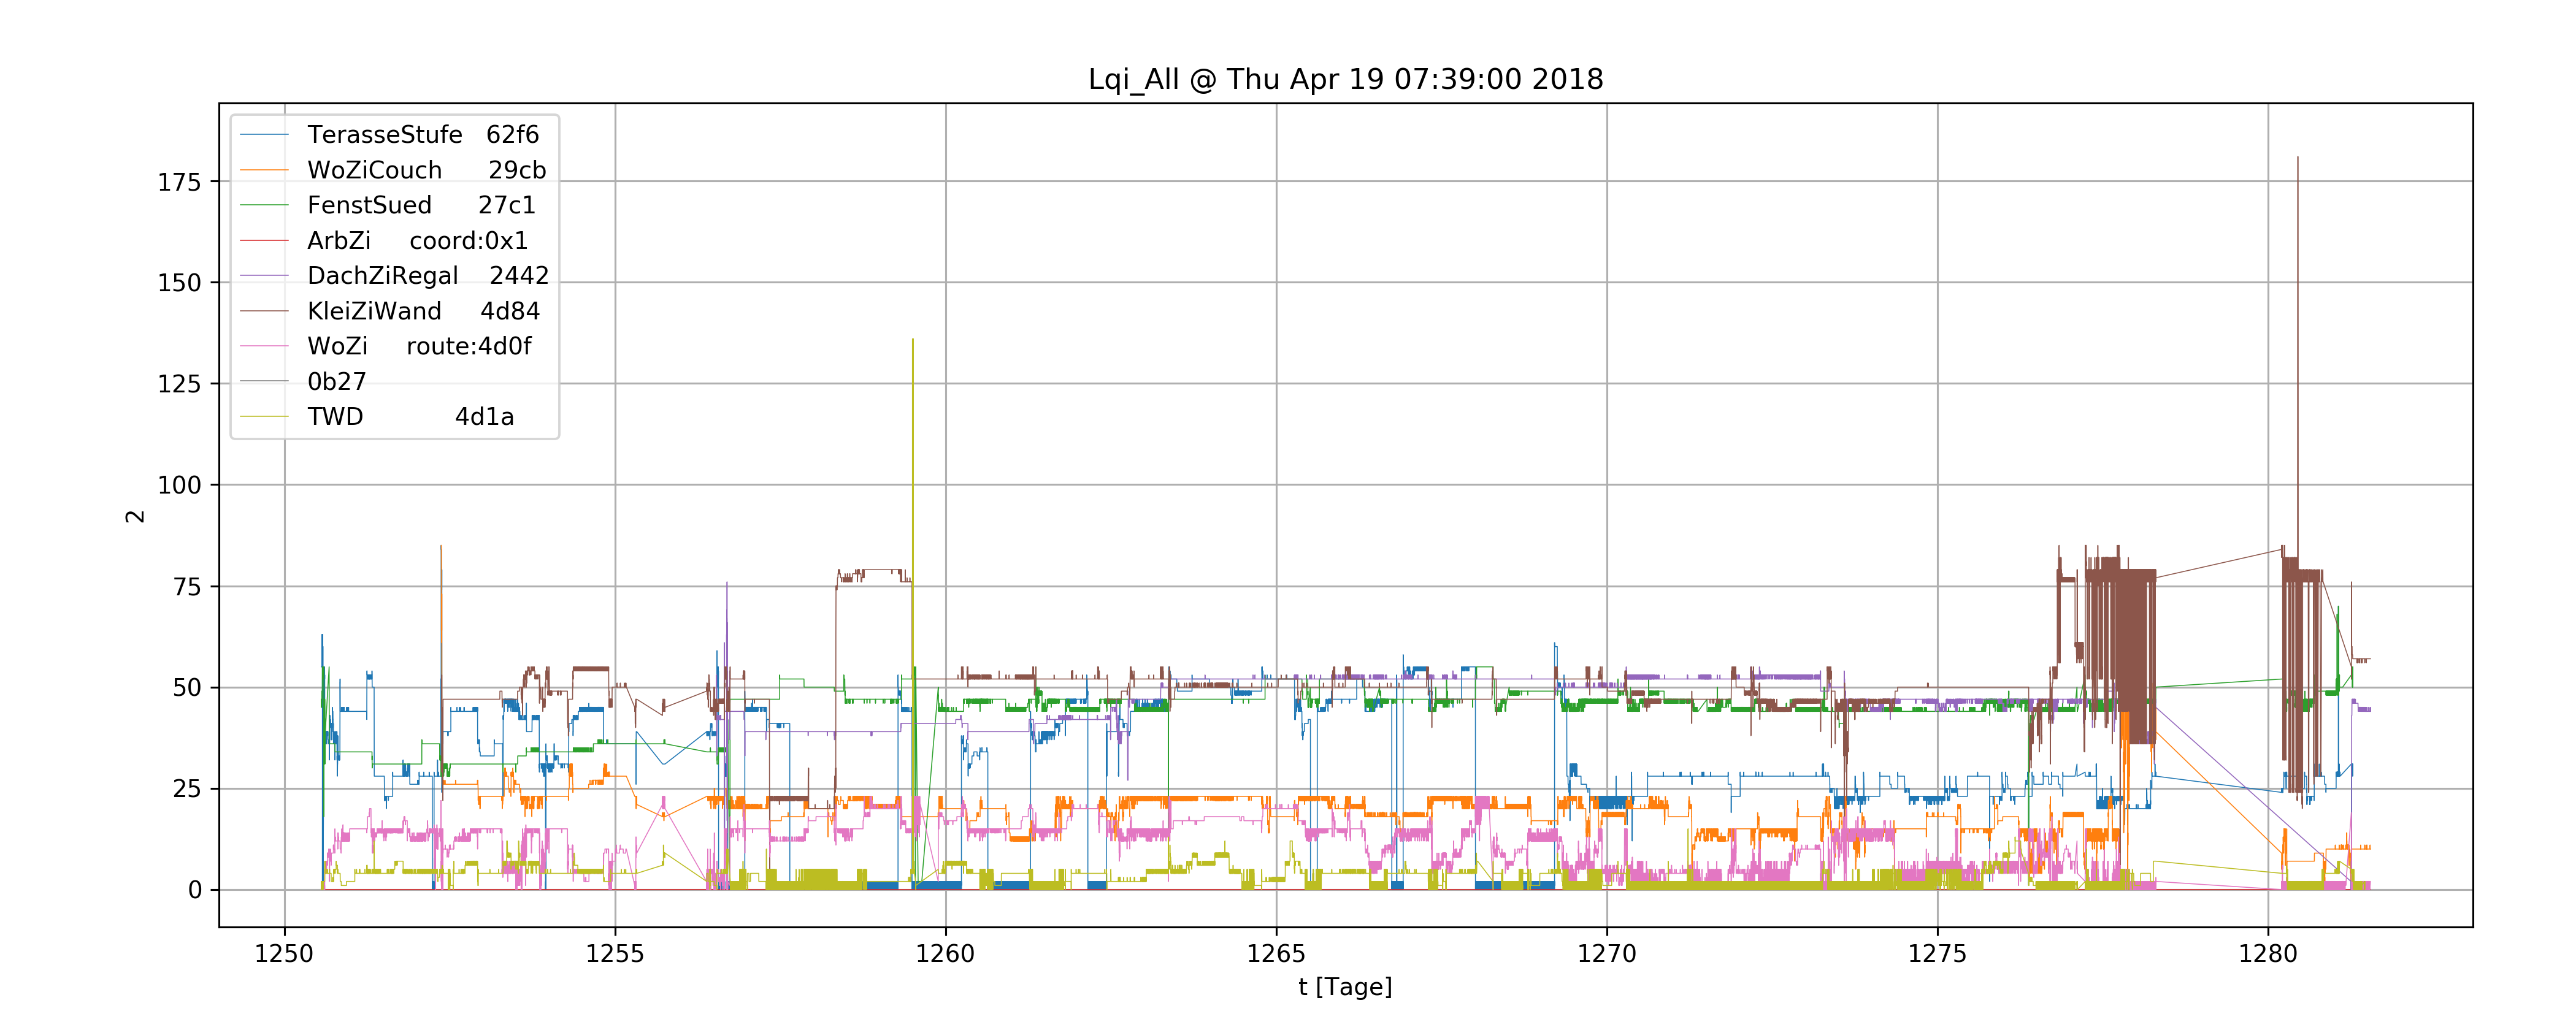 Lqi_All @ Thu Apr 19 07:39:00 2018
TerasseStufe 62f6
WoZiCouch 29cb
FenstSued 27c1
ArbZi coord:0x1
DachZiRegal 2442
KleiZiWand 4d84
WoZi route:4d0f
0b27
TWD 4d1a
175
150
125
100
75
50
25
0
2
1250 1255 1260 1265 1270 1275 1280
t [Tage]